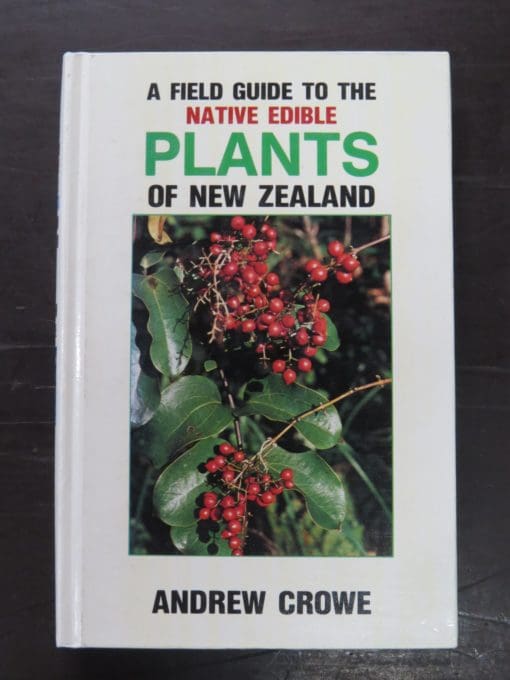 A FIELD GUIDE TO THE
NATIVE EDIBLE
PLANTS
OF NEW ZEALAND
ANDREW CROWE